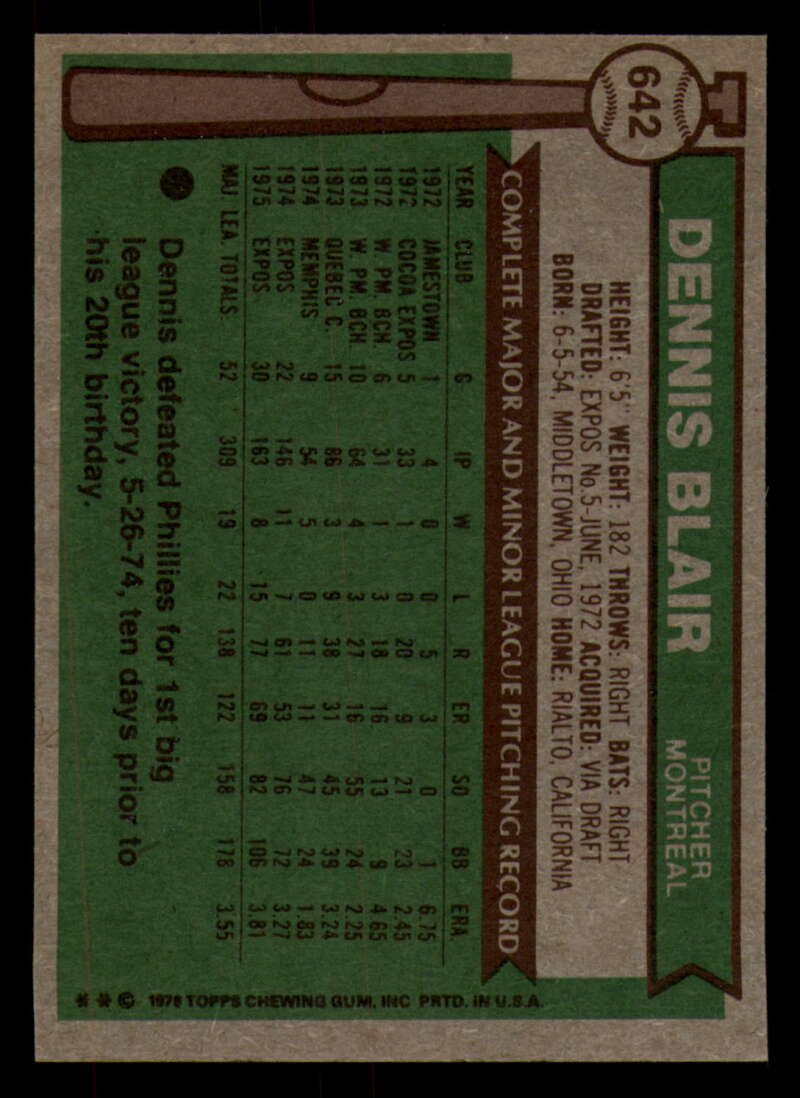 642
DENNIS BLAIR
PITCHER
MONTREAL
HEIGHT: 6'5" WEIGHT: 182 THROWS: RIGHT BATS: RIGHT
DRAFTED: EXPOS No.5-JUNE, 1972 ACQUIRED: VIA DRAFT
BORN: 6-5-54, MIDDLETOWN, OHIO HOME: RIALTO, CALIFORNIA
COMPLETE MAJOR AND MINOR LEAGUE PITCHING RECORD
YEAR CLUB G IP W L R ER SO BB ERA
1972 JAMESTOWN 1 4 0 0 5 3 0 1 6.75
1972 COCOA EXPOS 5 33 1 0 20 9 21 23 2.45
1972 W. PM. BCH. 6 31 1 3 18 16 13 9 4.65
1973 W. PM. BCH. 10 64 4 3 27 16 55 24 2.25
1973 QUEBEC C. 15 86 3 9 38 31 45 39 3.24
1974 MEMPHIS 9 54 5 0 11 11 47 24 1.83
1974 EXPOS 22 146 11 7 61 53 76 72 3.27
1975 EXPOS 30 163 8 15 77 69 82 106 3.81
MAJ. LEA. TOTALS 52 309 19 22 138 122 158 178 3.55
Dennis defeated Phillies for 1st big
league victory, 5-26-74, ten days prior to
his 20th birthday.
* * © 1976 TOPPS CHEWING GUM, INC PRTD. IN U.S.A.